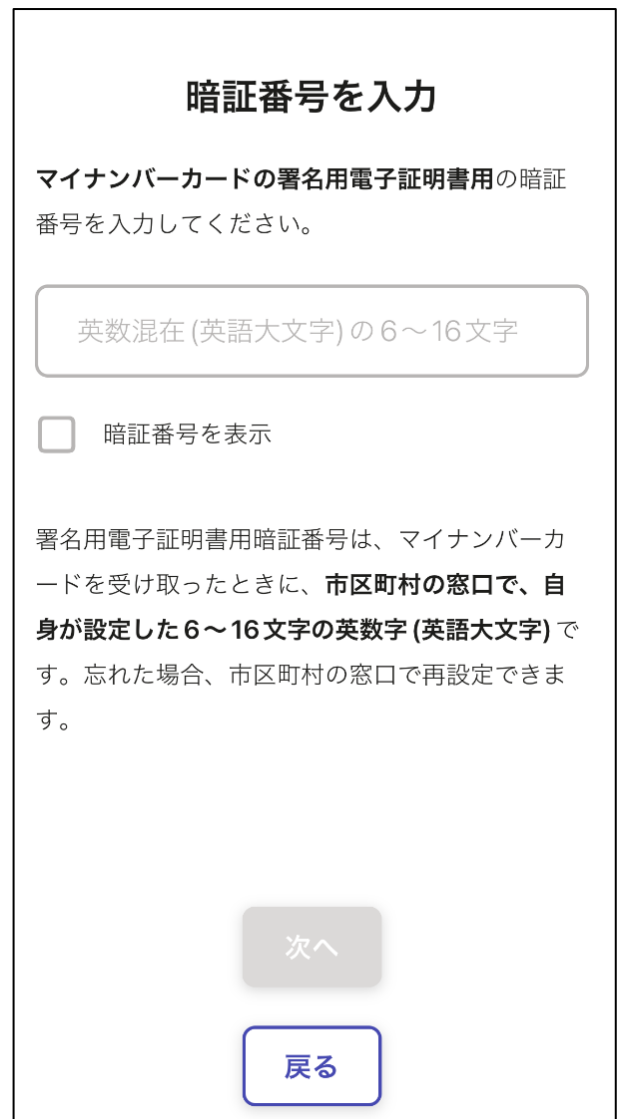 暗証番号を入力
マイナンバーカードの署名用電子証明書用の暗証
番号を入力してください。
英数混在 (英語大文字) の 6～16 文字
暗証番号を表示
署名用電子証明書用暗証番号は、マイナンバーカ
ードを受け取ったときに、市区町村の窓口で、自
身が設定した 6～16 文字の英数字 (英語大文字) で
す。忘れた場合、市区町村の窓口で再設定できま
す。
次へ
戻る